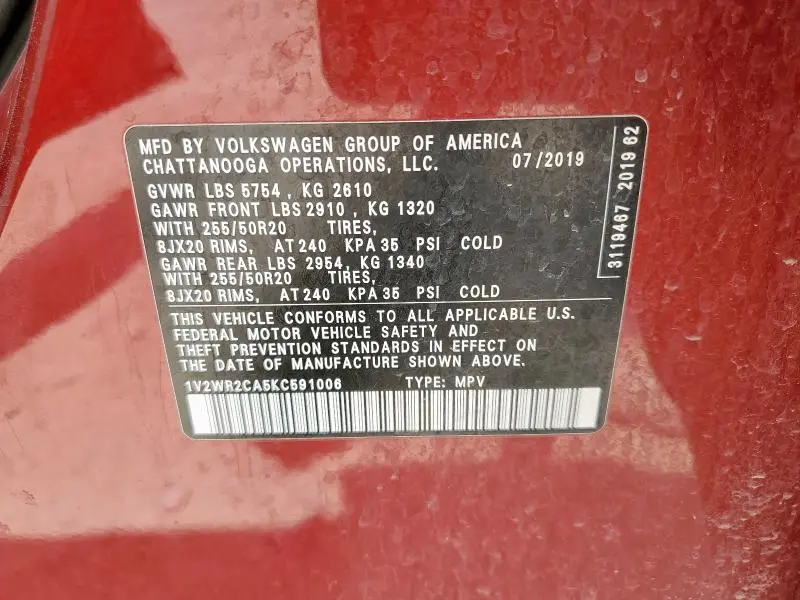 MFD BY VOLKSWAGEN GROUP OF AMERICA
CHATTANOOGA OPERATIONS, LLC. 07/2019
GVWR LBS 5754 , KG 2610
GAWR FRONT LBS 2910 , KG 1320
WITH 255/50R20 TIRES,
8JX20 RIMS, AT 240 KPA 35 PSI COLD
GAWR REAR LBS 2954 , KG 1340
WITH 255/50R20 TIRES,
8JX20 RIMS, AT 240 KPA 35 PSI COLD
THIS VEHICLE CONFORMS TO ALL APPLICABLE U.S.
FEDERAL MOTOR VEHICLE SAFETY AND
THEFT PREVENTION STANDARDS IN EFFECT ON
THE DATE OF MANUFACTURE SHOWN ABOVE.
1V2WR2CA5KC591006 TYPE: MPV
3119467 2019 62